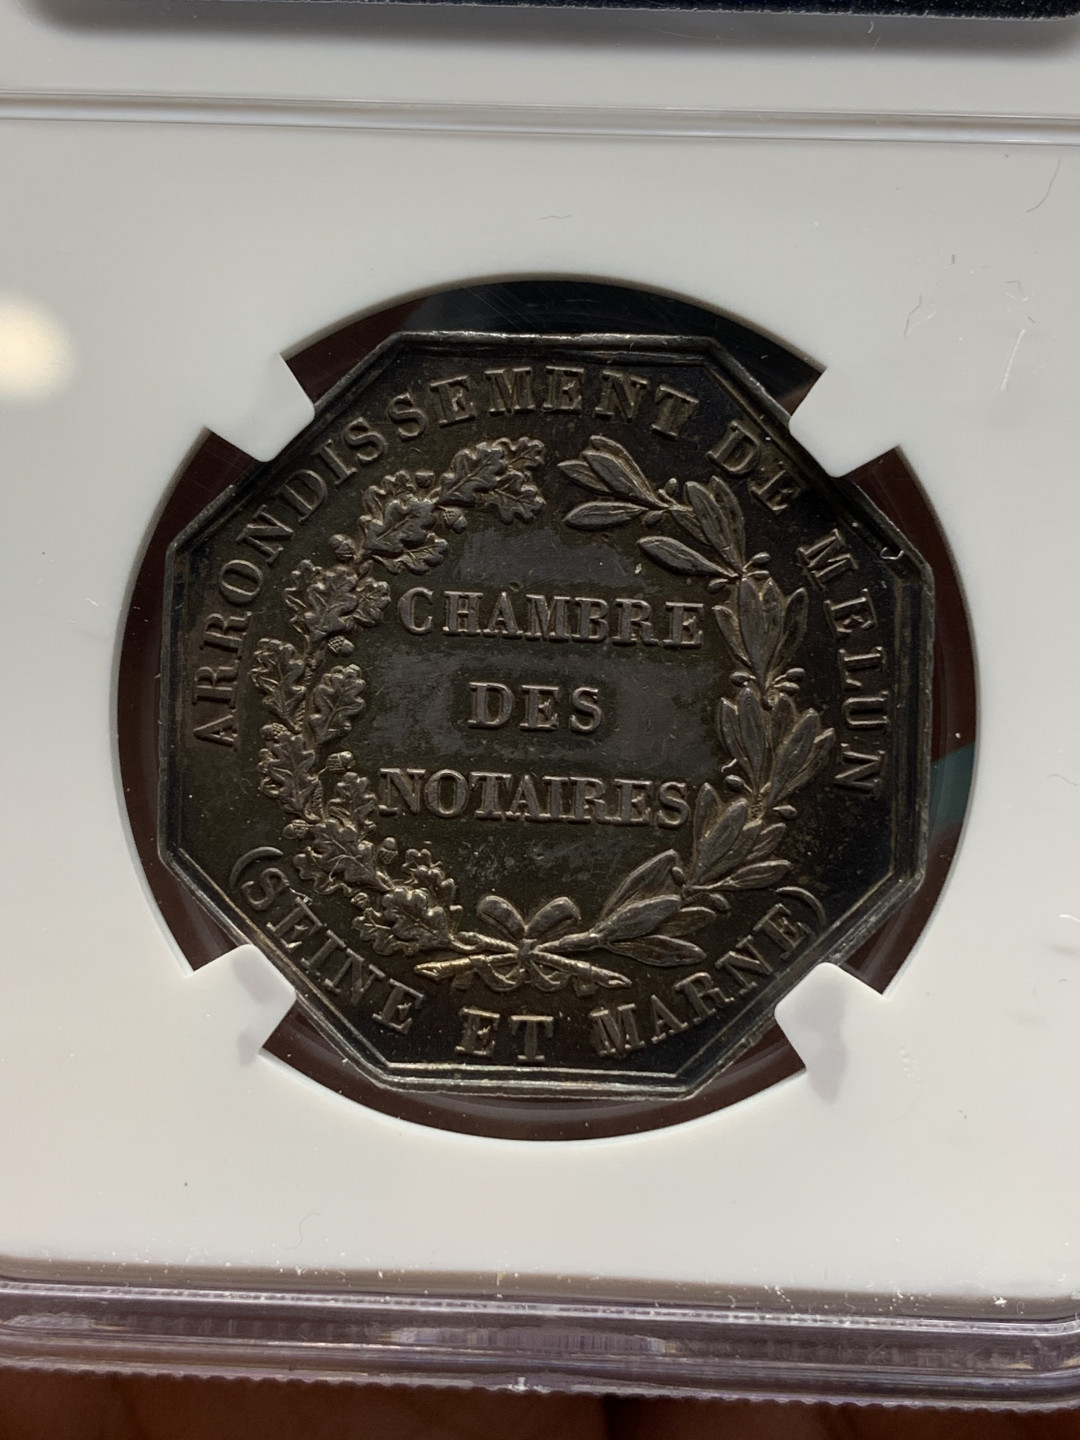 ARRONDISSEMENT DE MELUN
CHAMBRE
DES
NOTAIRES
(SEINE ET MARNE)